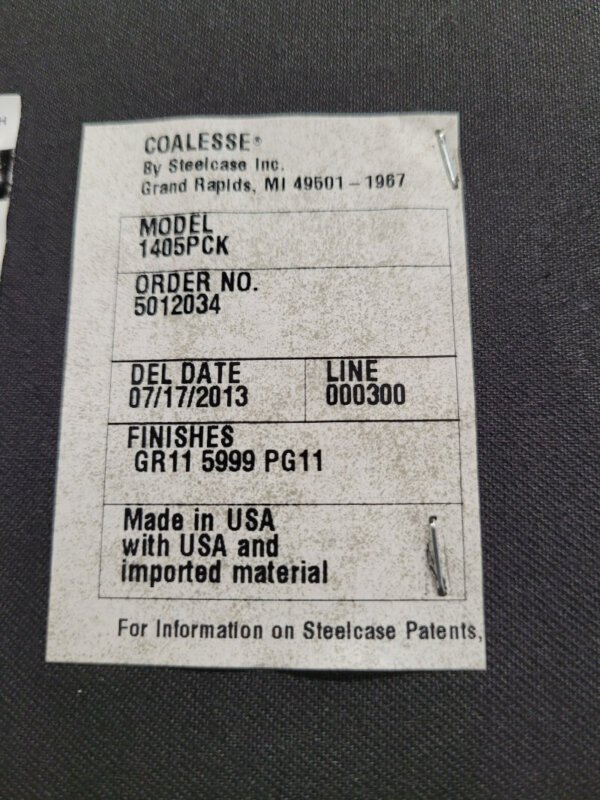 H
COALESSE®
By Steelcase Inc.
Grand Rapids, MI 49501-1967
MODEL
1405PCK
ORDER NO.
5012034
DEL DATE
07/17/2013
LINE
000300
FINISHES
GR11 5999 PG11
Made in USA
with USA and
imported material
For Information on Steelcase Patents,